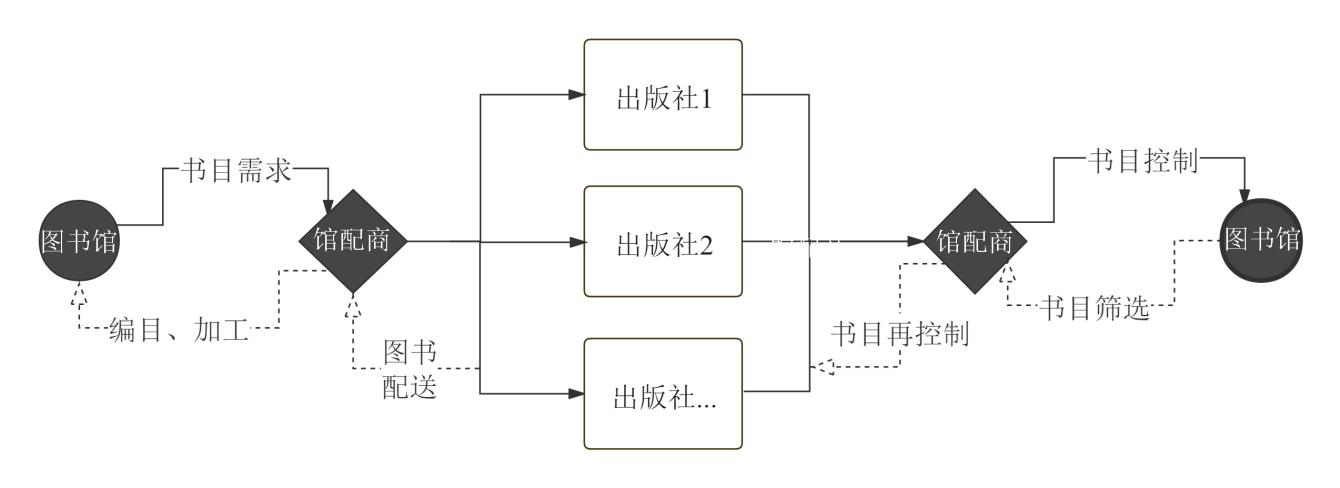 出版社1
书目需求
书目控制
图书馆
馆配商
出版社2
馆配商
图书馆
编目、加工
书目筛选
书目再控制
图书
配送
出版社...